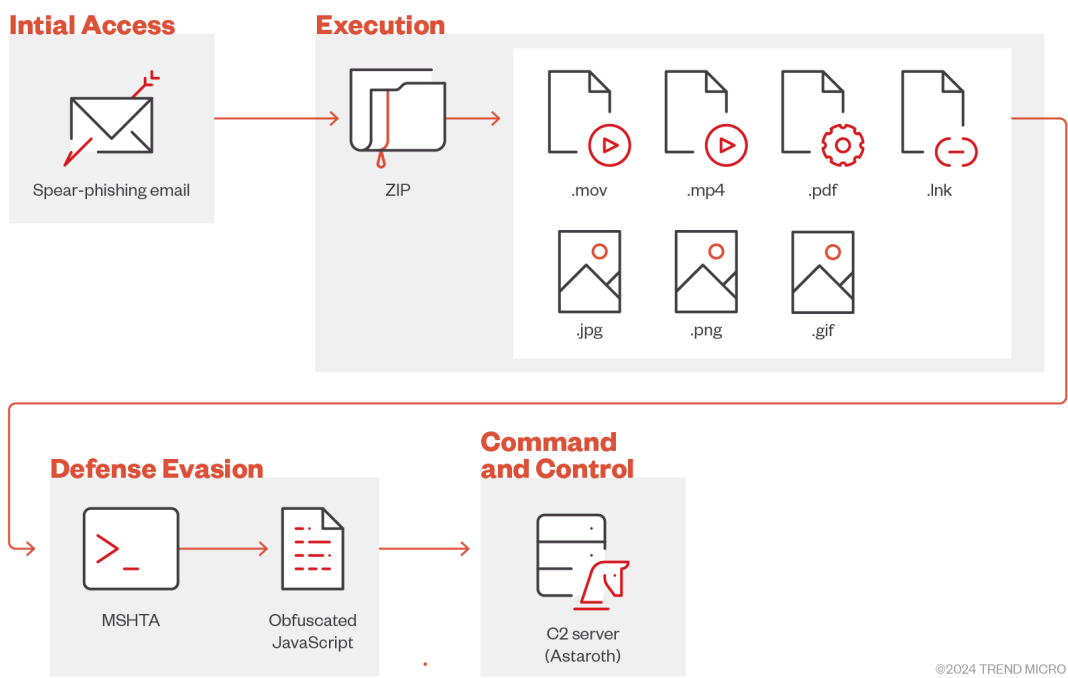 Intial Access
Execution
Spear-phishing email
ZIP
.mov
.mp4
.pdf
.lnk
.jpg
.png
.gif
Defense Evasion
Command
and Control
MSHTA
Obfuscated
JavaScript
C2 server
(Astaroth)
©2024 TREND MICRO